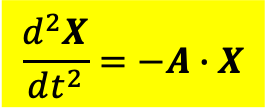 d²X/dt² = −A · X